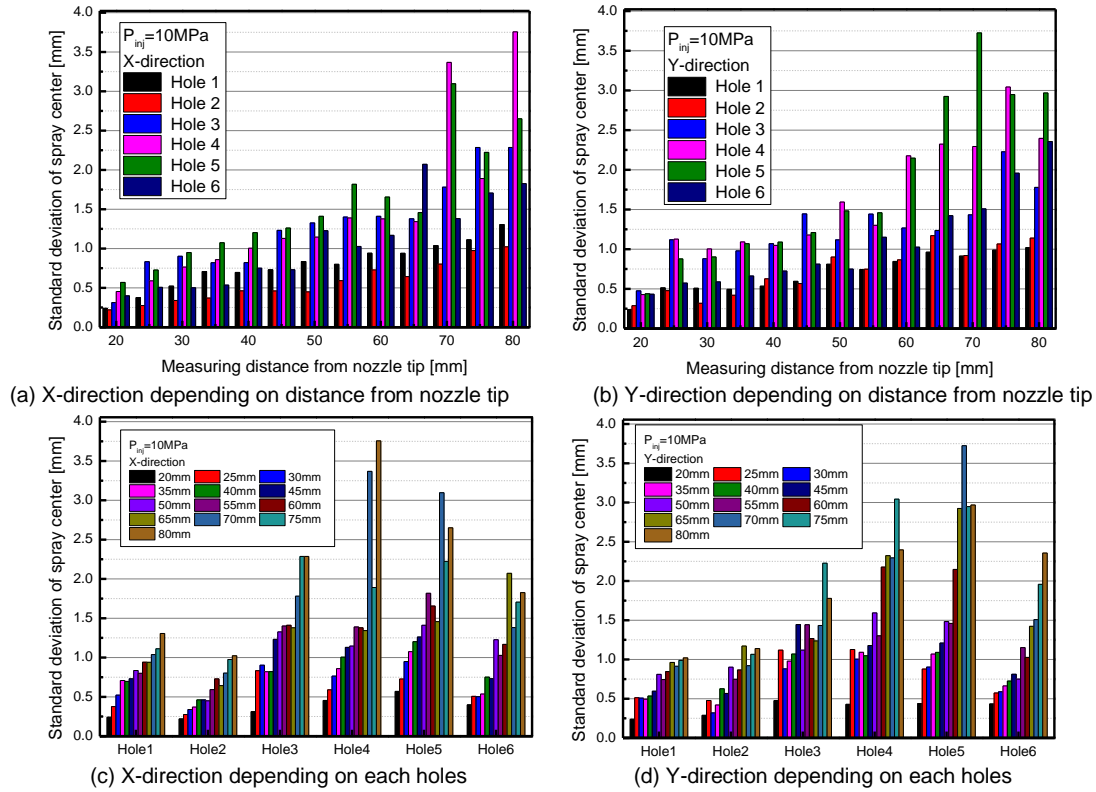 4.0
3.5
3.0
2.5
2.0
1.5
1.0
0.5
0.0
Standard deviation of spray center [mm]
P_inj=10MPa
X-direction
Hole 1
Hole 2
Hole 3
Hole 4
Hole 5
Hole 6
20 30 40 50 60 70 80
Measuring distance from nozzle tip [mm]
(a) X-direction depending on distance from nozzle tip
4.0
3.5
3.0
2.5
2.0
1.5
1.0
0.5
0.0
Standard deviation of spray center [mm]
P_inj=10MPa
Y-direction
Hole 1
Hole 2
Hole 3
Hole 4
Hole 5
Hole 6
20 30 40 50 60 70 80
Measuring distance from nozzle tip [mm]
(b) Y-direction depending on distance from nozzle tip
4.0
3.5
3.0
2.5
2.0
1.5
1.0
0.5
0.0
Standard deviation of spray center [mm]
P_inj=10MPa
X-direction
20mm 25mm 30mm
35mm 40mm 45mm
50mm 55mm 60mm
65mm 70mm 75mm
80mm
Hole1 Hole2 Hole3 Hole4 Hole5 Hole6
(c) X-direction depending on each holes
4.0
3.5
3.0
2.5
2.0
1.5
1.0
0.5
0.0
Standard deviation of spray center [mm]
P_inj=10MPa
Y-direction
20mm 25mm 30mm
35mm 40mm 45mm
50mm 55mm 60mm
65mm 70mm 75mm
80mm
Hole1 Hole2 Hole3 Hole4 Hole5 Hole6
(d) Y-direction depending on each holes